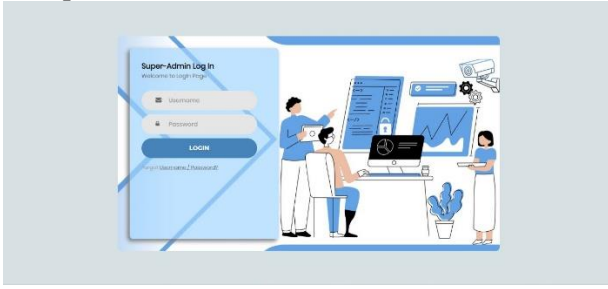 Super-Admin Log In
Welcome to Login Page
Username
Password
LOGIN
Forgot Username / Password?